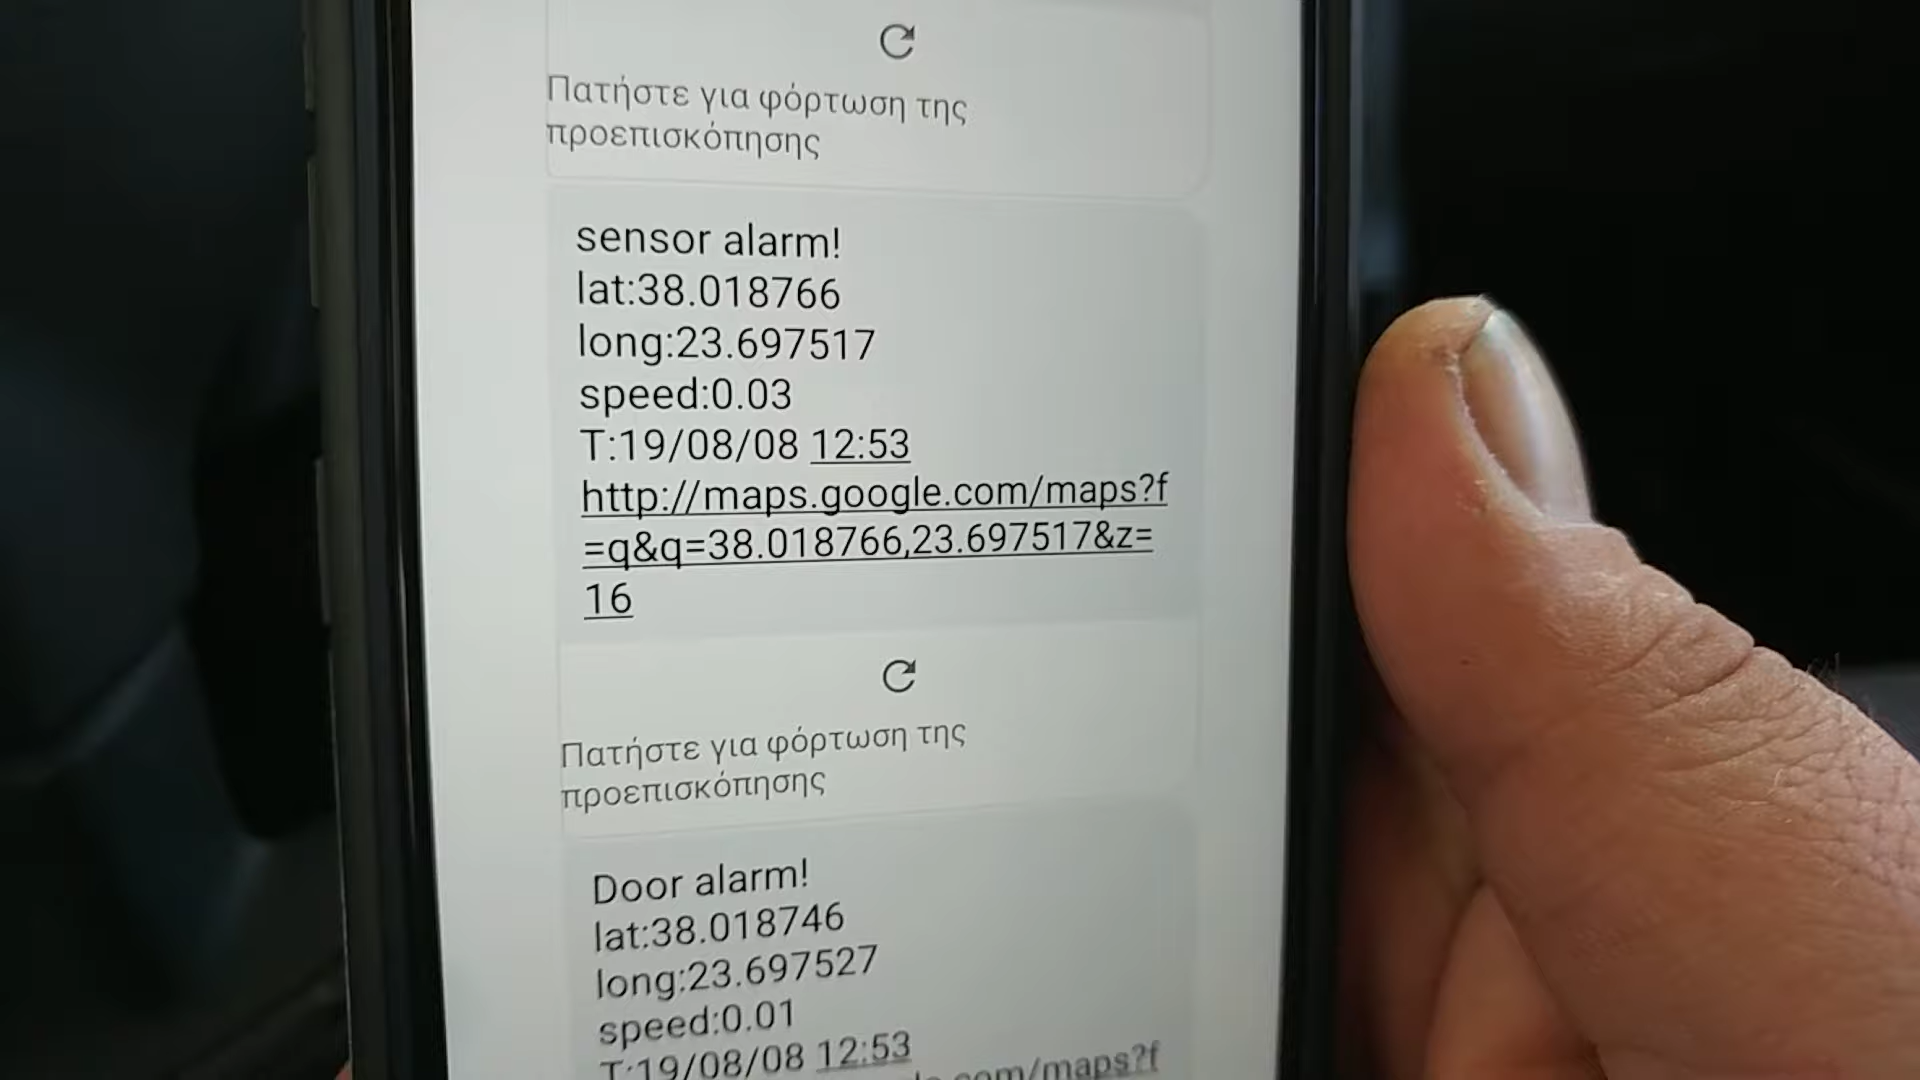 Πατήστε για φόρτωση της
προεπισκόπησης
sensor alarm!
lat:38.018766
long:23.697517
speed:0.03
T:19/08/08 12:53
http://maps.google.com/maps?f
=q&q=38.018766,23.697517&z=
16
Πατήστε για φόρτωση της
προεπισκόπησης
Door alarm!
lat:38.018746
long:23.697527
speed:0.01
T:19/08/08 12:53
com/maps?f